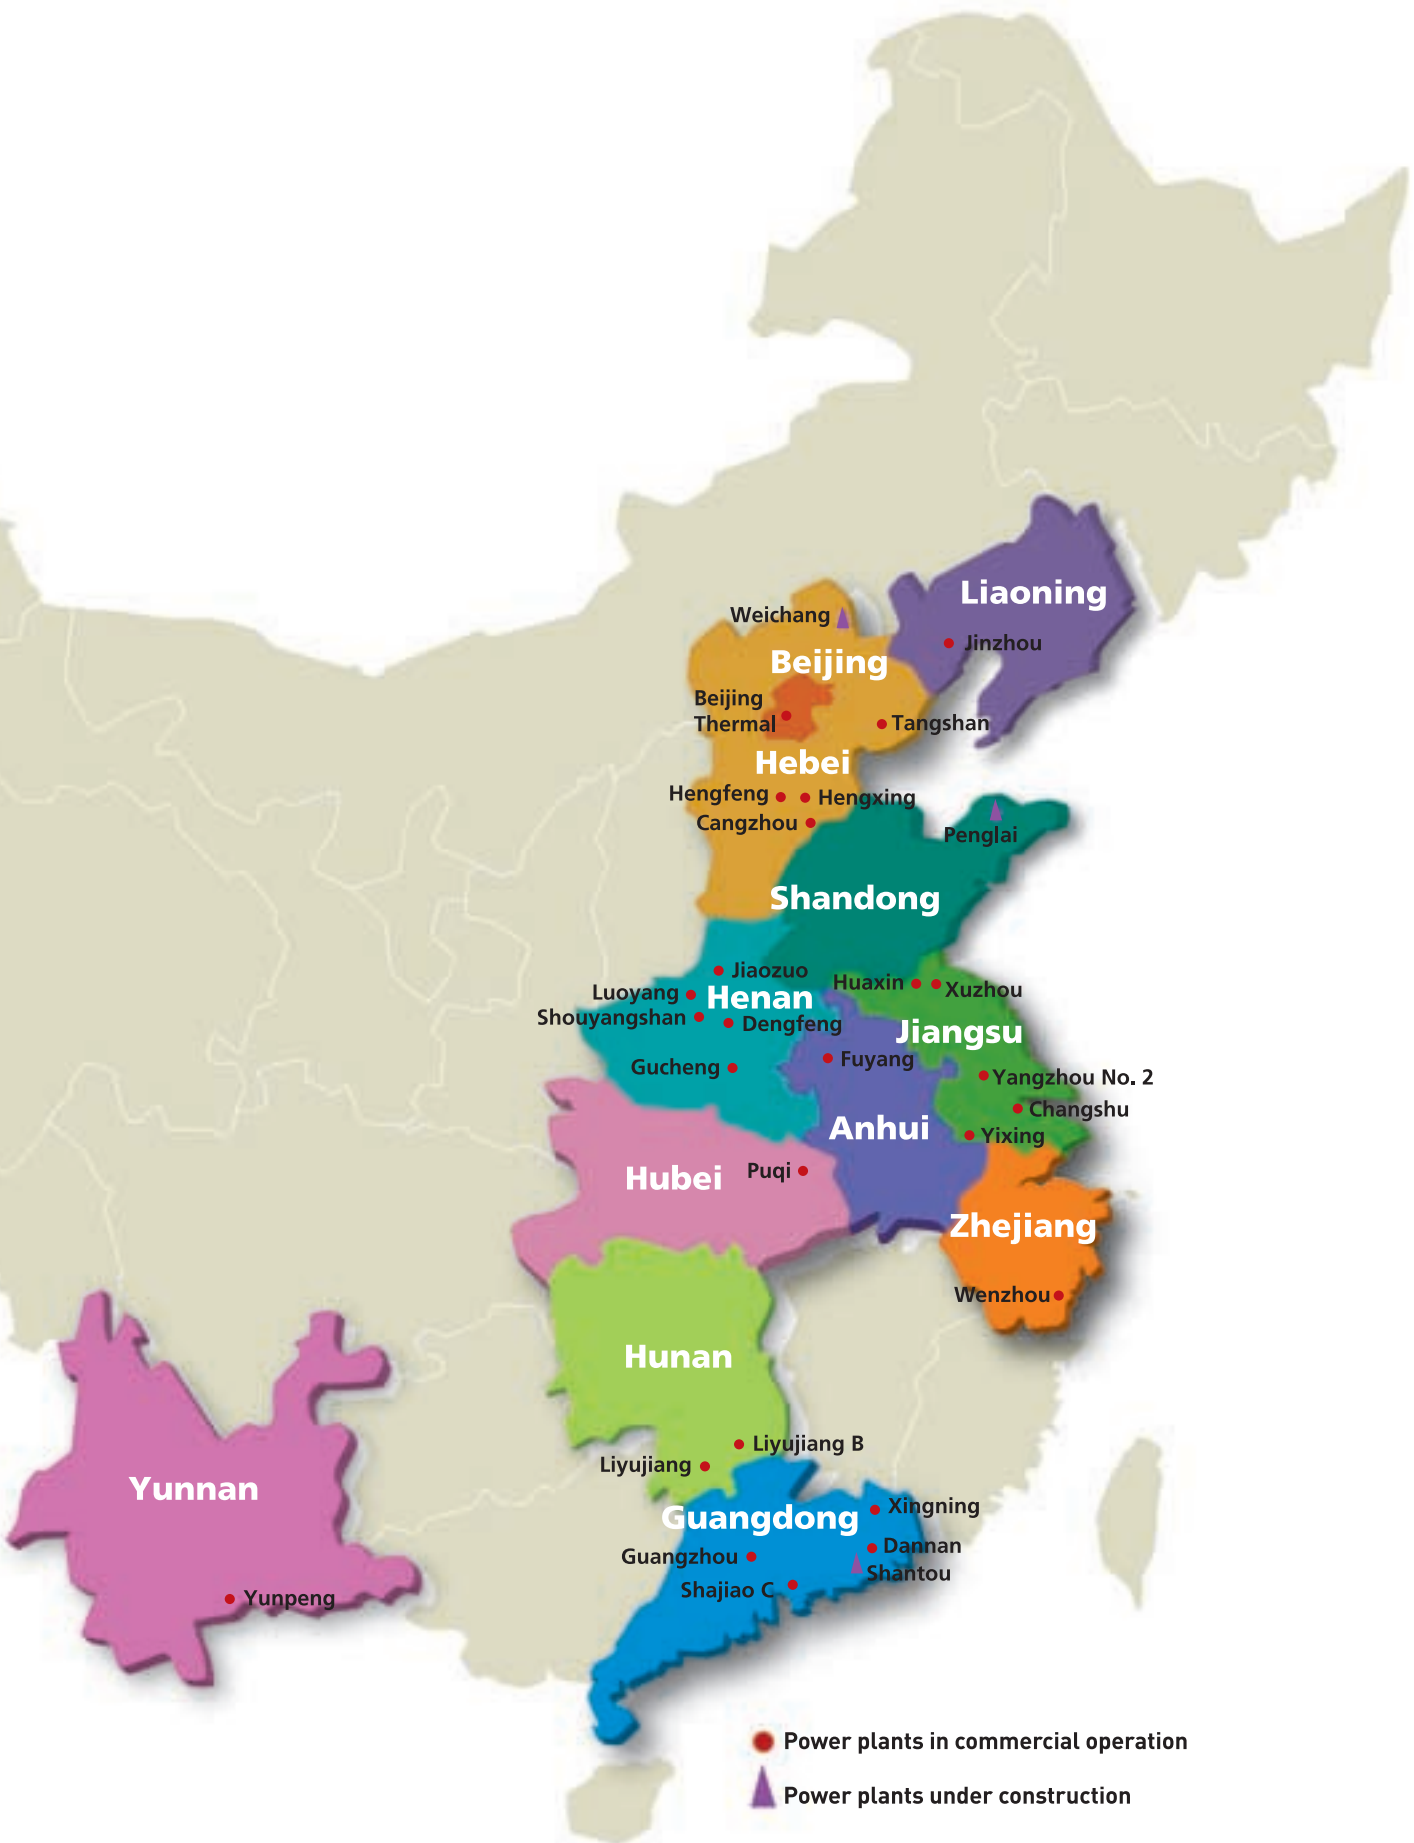 Liaoning
Weichang
Jinzhou
Beijing
Beijing
Thermal
Tangshan
Hebei
Hengfeng
Hengxing
Cangzhou
Penglai
Shandong
Jiaozuo
Huaxin
Xuzhou
Luoyang
Henan
Shouyangshan
Dengfeng
Jiangsu
Fuyang
Gucheng
Yangzhou No. 2
Changshu
Anhui
Yixing
Hubei
Puqi
Zhejiang
Wenzhou
Hunan
Liyujiang B
Liyujiang
Yunnan
Xingning
Guangdong
Dannan
Guangzhou
Shantou
Shajiao C
Yunpeng
Power plants in commercial operation
Power plants under construction